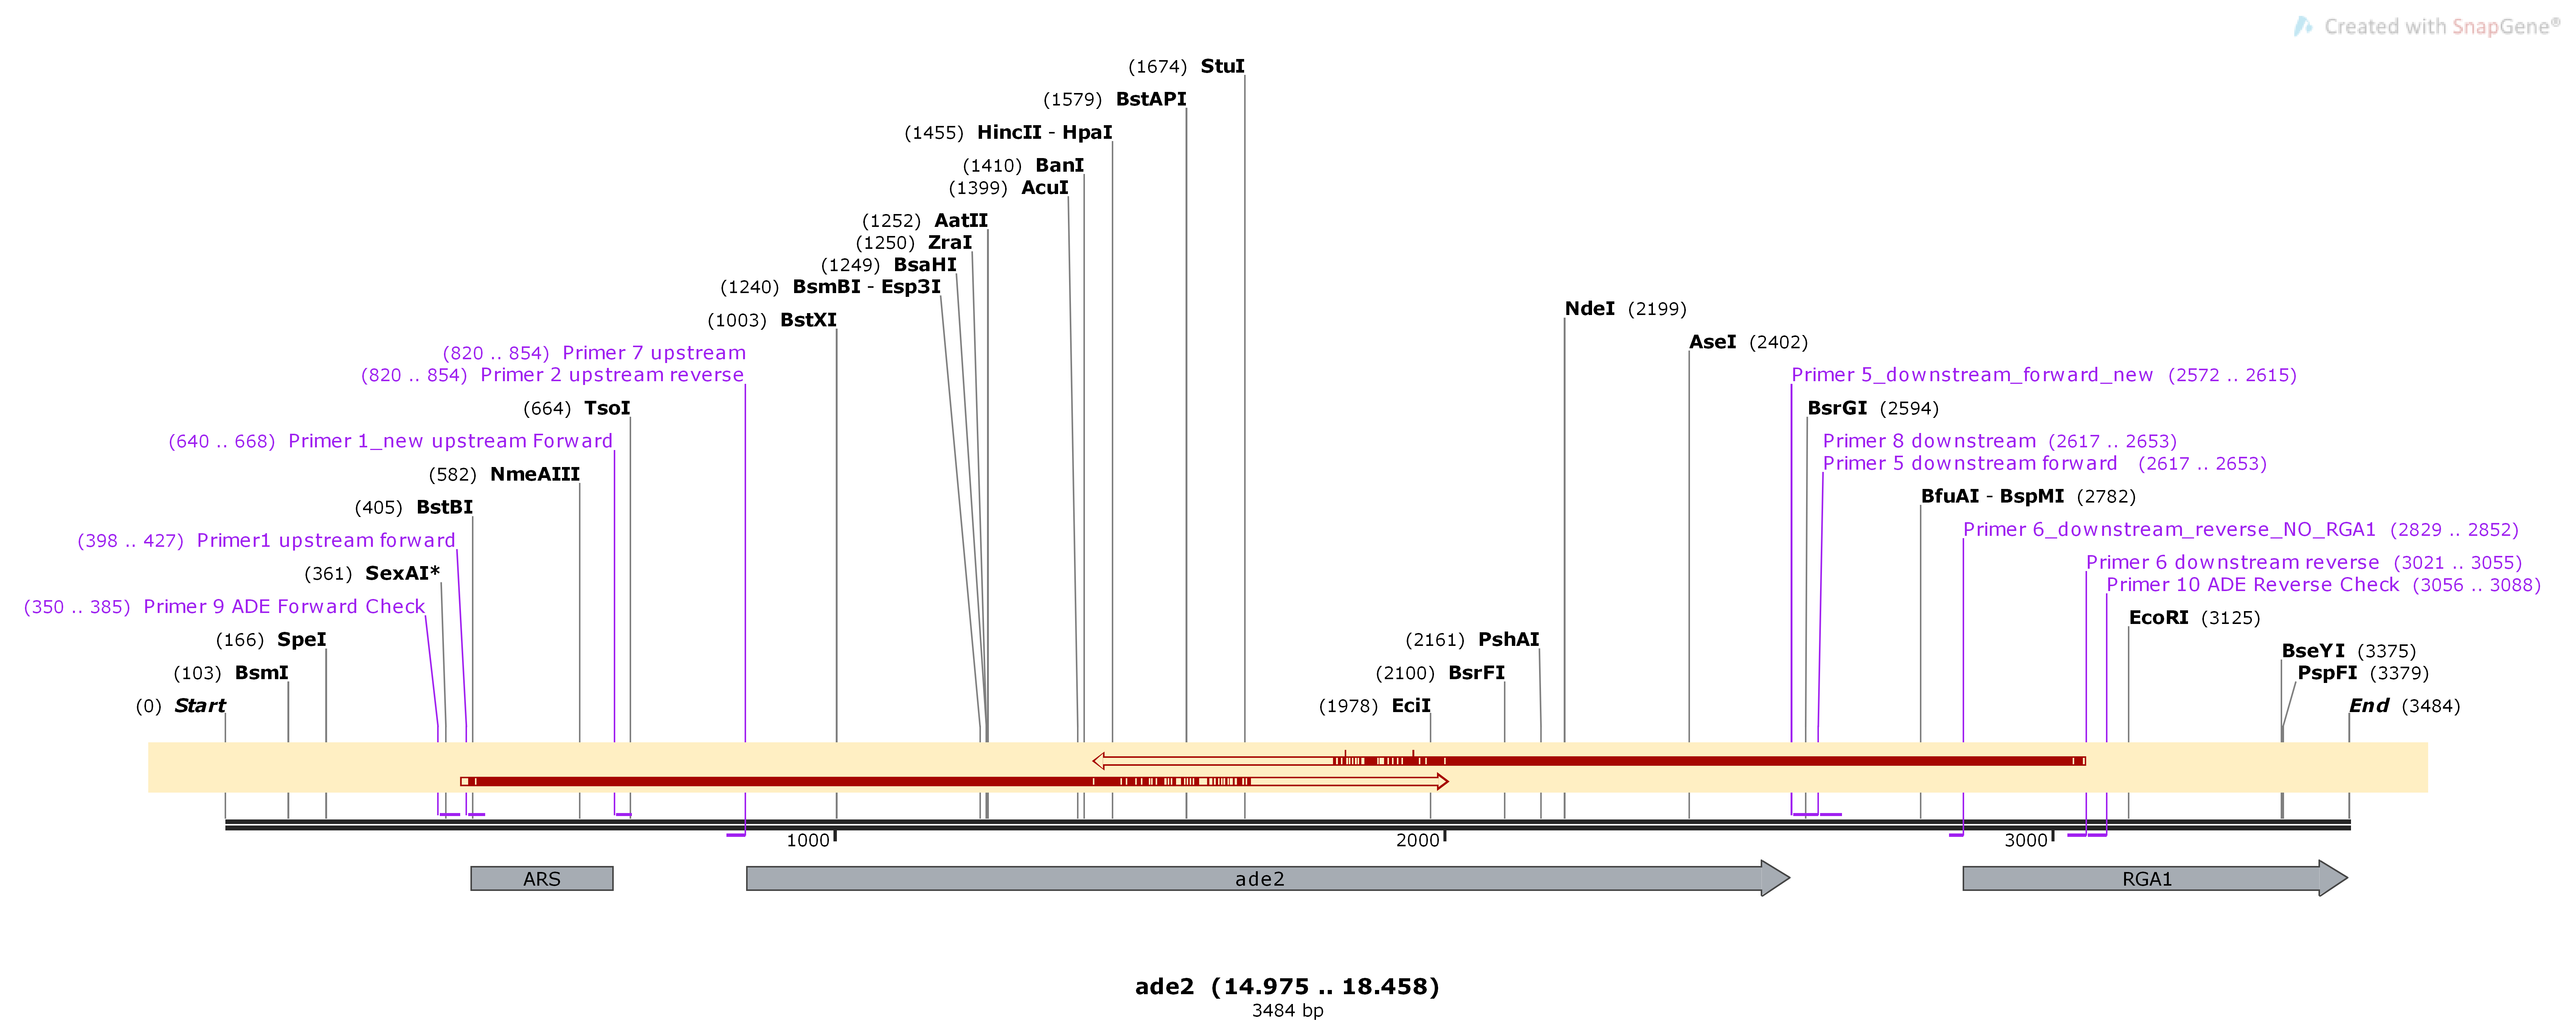 Created with SnapGene®
(1674) StuI
(1579) BstAPI
(1455) HincII - HpaI
(1410) BanI
(1399) AcuI
(1252) AatII
(1250) ZraI
(1249) BsaHI
(1240) BsmBI - Esp3I
NdeI (2199)
(1003) BstXI
AseI (2402)
(820 .. 854) Primer 7 upstream
(820 .. 854) Primer 2 upstream reverse
Primer 5_downstream_forward_new (2572 .. 2615)
(664) TsoI
BsrGI (2594)
(640 .. 668) Primer 1_new upstream Forward
Primer 8 downstream (2617 .. 2653)
Primer 5 downstream forward (2617 .. 2653)
(582) NmeAIII
BfuAI - BspMI (2782)
(405) BstBI
Primer 6_downstream_reverse_NO_RGA1 (2829 .. 2852)
(398 .. 427) Primer1 upstream forward
Primer 6 downstream reverse (3021 .. 3055)
(361) SexAI*
Primer 10 ADE Reverse Check (3056 .. 3088)
(350 .. 385) Primer 9 ADE Forward Check
EcoRI (3125)
(166) SpeI
(2161) PshAI
BseYI (3375)
(103) BsmI
(2100) BsrFI
PspFI (3379)
(0) Start
(1978) EciI
End (3484)
1000
2000
3000
ARS
ade2
RGA1
ade2 (14.975 .. 18.458)
3484 bp